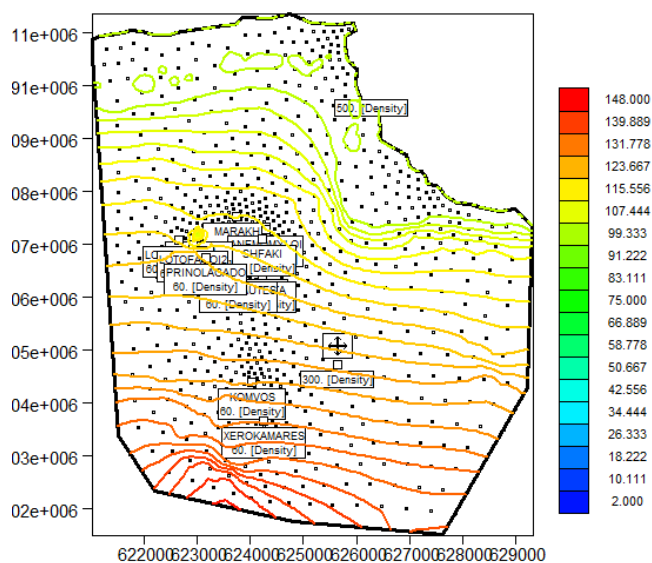 11e+006
91e+006
09e+006
08e+006
07e+006
06e+006
05e+006
04e+006
03e+006
02e+006
500. [Density]
MARAKH
SHFAKI
Density]
PRINOLAGADO
60. [Density]
60. [Density]
300. [Density]
KOMVOS
60. [Density]
XEROKAMARES
60. [Density]
622000
623000
624000
625000
626000
627000
628000
629000
148.000
139.889
131.778
123.667
115.556
107.444
99.333
91.222
83.111
75.000
66.889
58.778
50.667
42.556
34.444
26.333
18.222
10.111
2.000